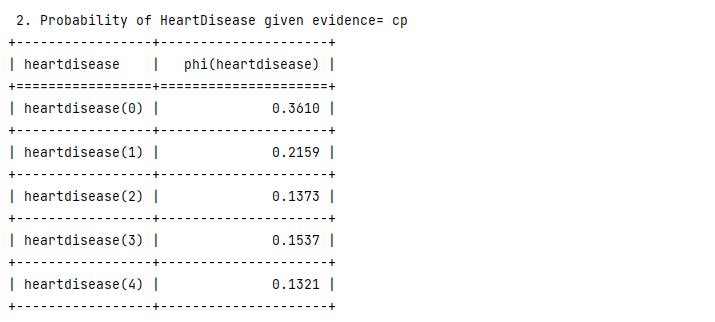 2. Probability of HeartDisease given evidence= cp
+-----------------+---------------------+
| heartdisease    |   phi(heartdisease) |
+=================+=====================+
| heartdisease(0) |              0.3610 |
+-----------------+---------------------+
| heartdisease(1) |              0.2159 |
+-----------------+---------------------+
| heartdisease(2) |              0.1373 |
+-----------------+---------------------+
| heartdisease(3) |              0.1537 |
+-----------------+---------------------+
| heartdisease(4) |              0.1321 |
+-----------------+---------------------+